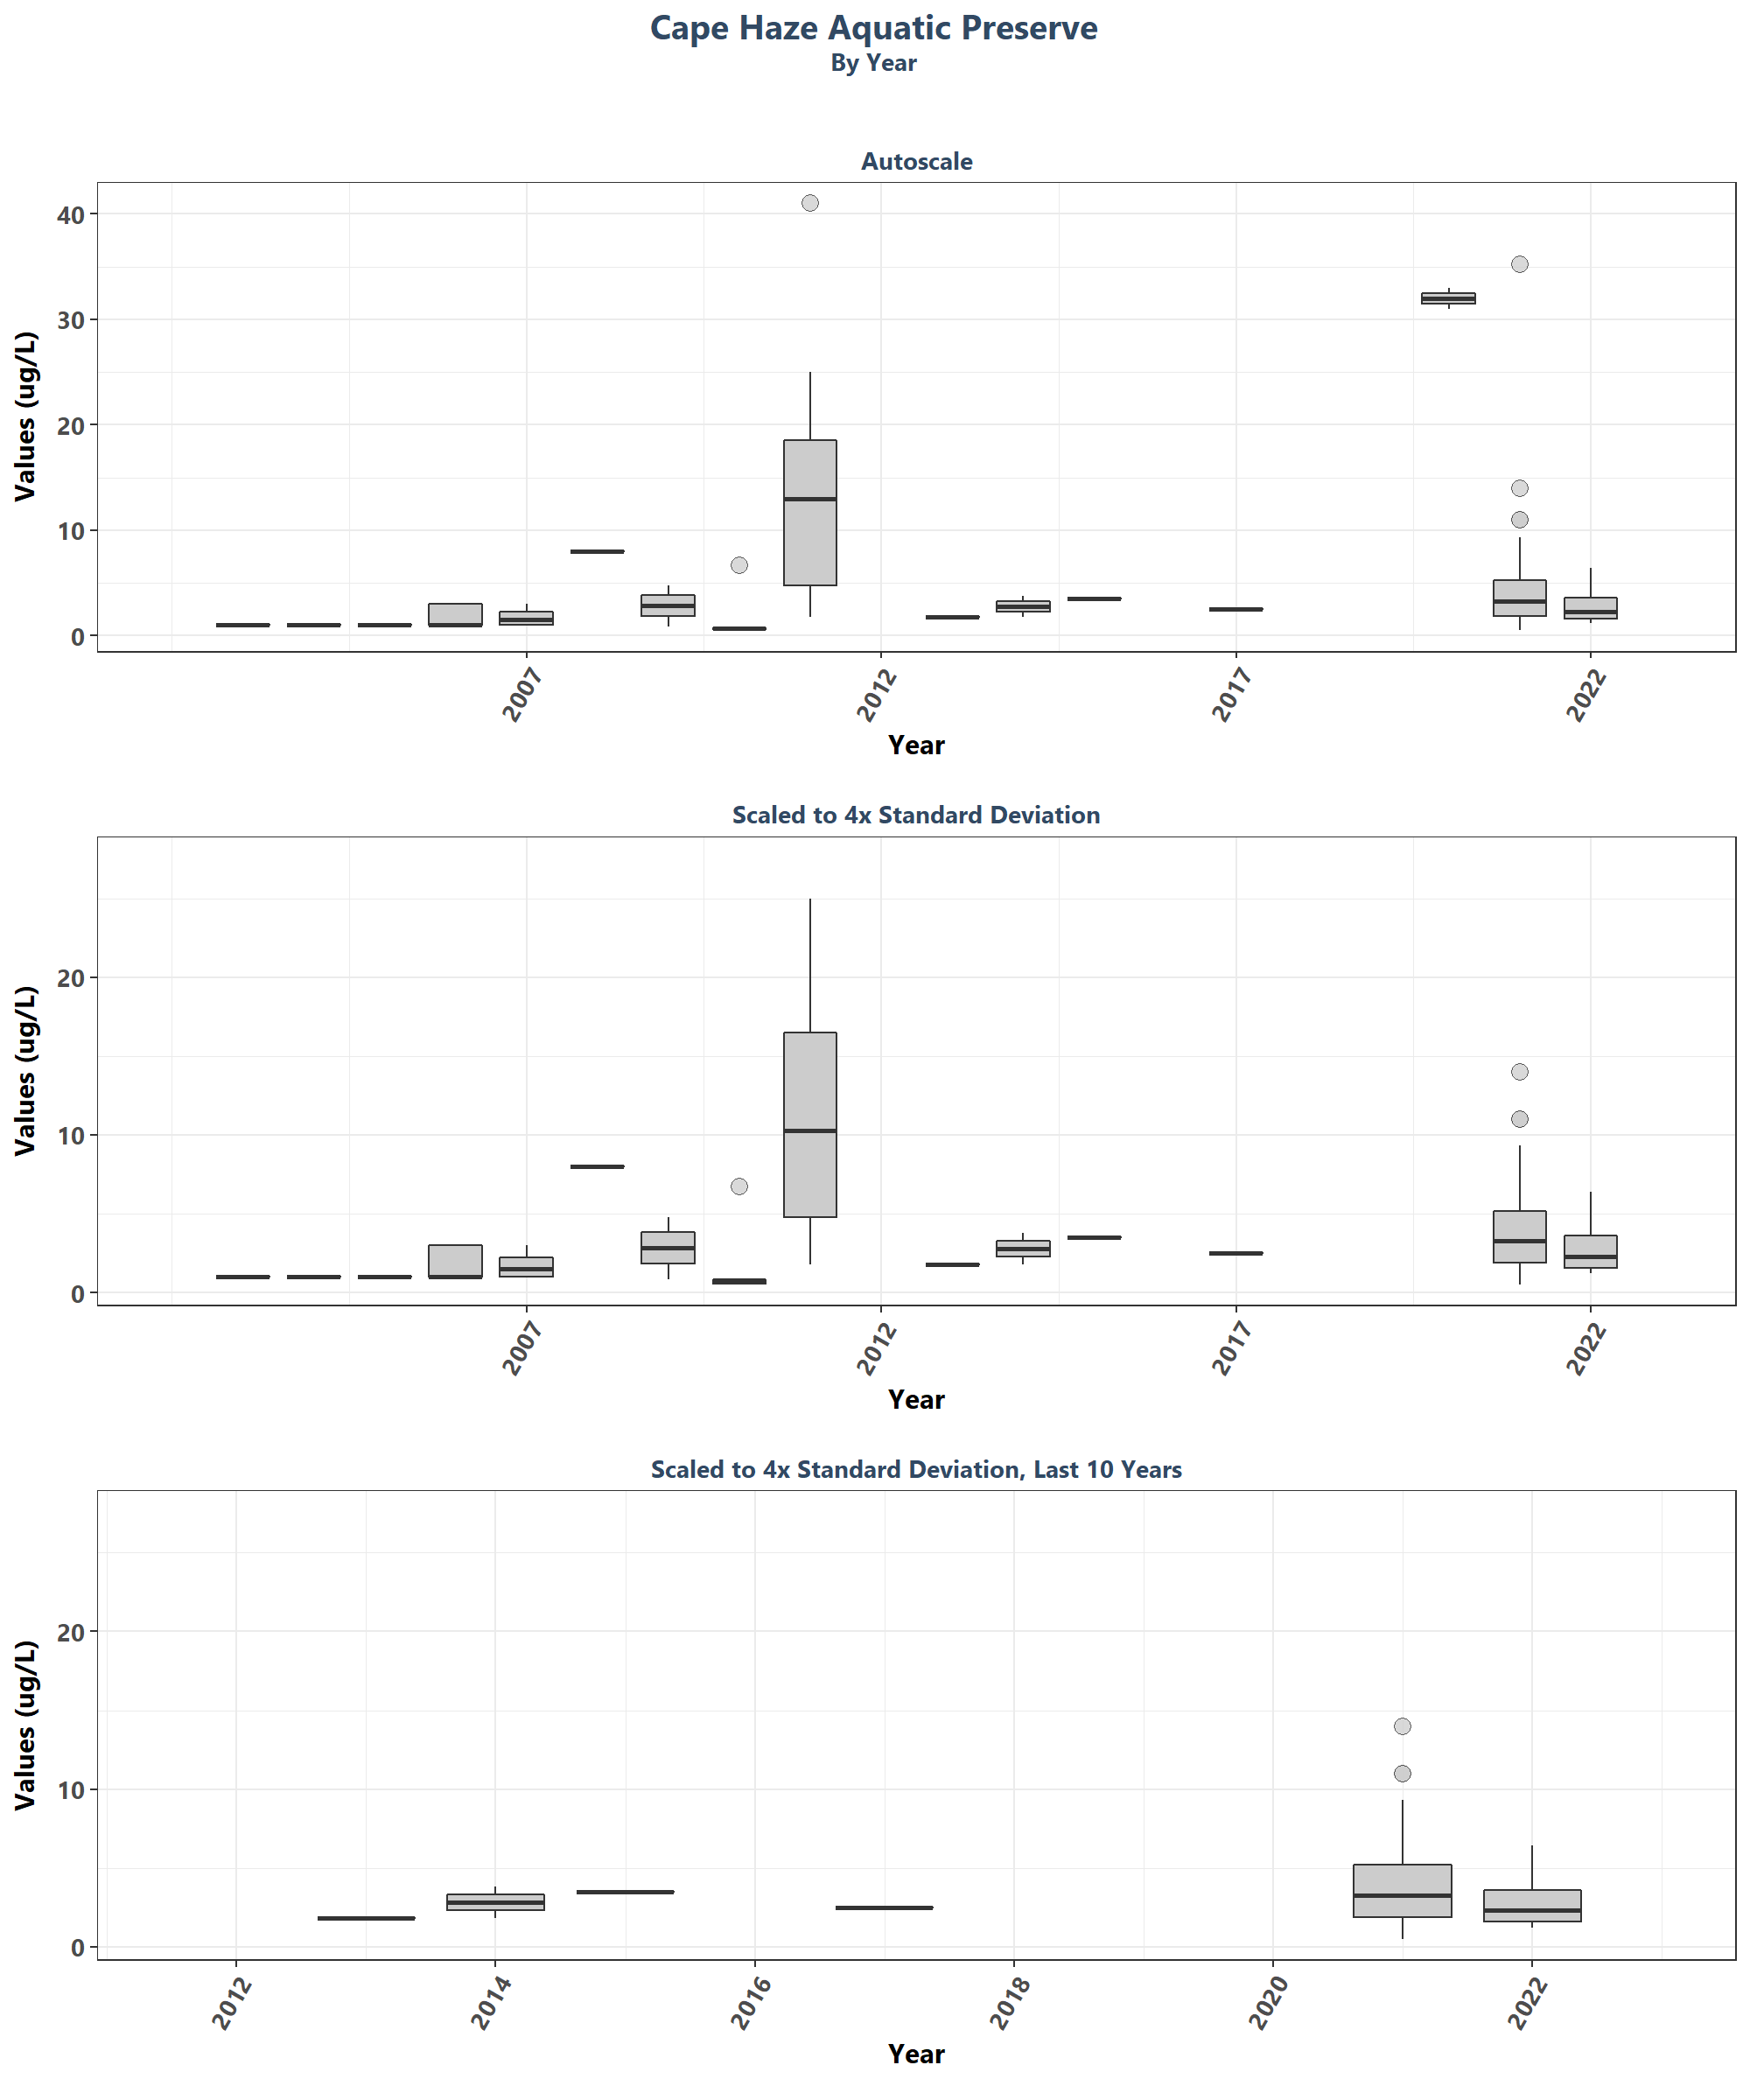 Cape Haze Aquatic Preserve
By Year
Autoscale
Values (ug/L)
40
30
20
10
0
2007
2012
2017
2022
Year
Scaled to 4x Standard Deviation
Values (ug/L)
20
10
0
2007
2012
2017
2022
Year
Scaled to 4x Standard Deviation, Last 10 Years
Values (ug/L)
20
10
0
2012
2014
2016
2018
2020
2022
Year